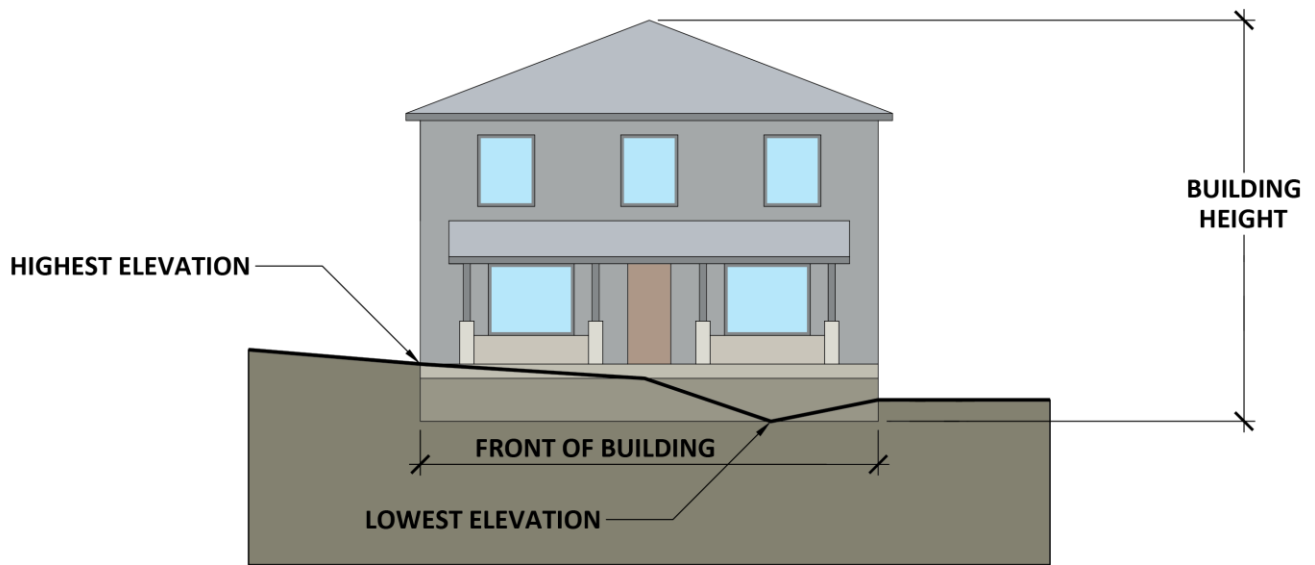 BUILDING
HEIGHT
HIGHEST ELEVATION
FRONT OF BUILDING
LOWEST ELEVATION